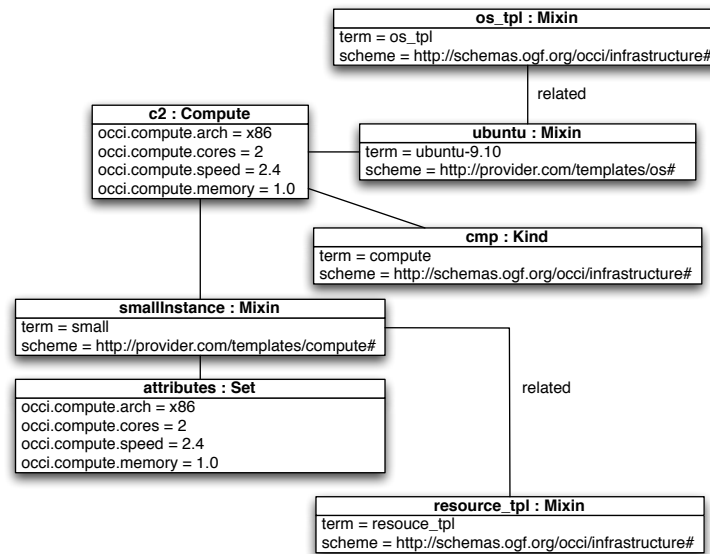 os_tpl : Mixin
term = os_tpl
scheme = http://schemas.ogf.org/occi/infrastructure#
related
c2 : Compute
occi.compute.arch = x86
occi.compute.cores = 2
occi.compute.speed = 2.4
occi.compute.memory = 1.0
ubuntu : Mixin
term = ubuntu-9.10
scheme = http://provider.com/templates/os#
cmp : Kind
term = compute
scheme = http://schemas.ogf.org/occi/infrastructure#
smallInstance : Mixin
term = small
scheme = http://provider.com/templates/compute#
attributes : Set
occi.compute.arch = x86
occi.compute.cores = 2
occi.compute.speed = 2.4
occi.compute.memory = 1.0
related
resource_tpl : Mixin
term = resouce_tpl
scheme = http://schemas.ogf.org/occi/infrastructure#